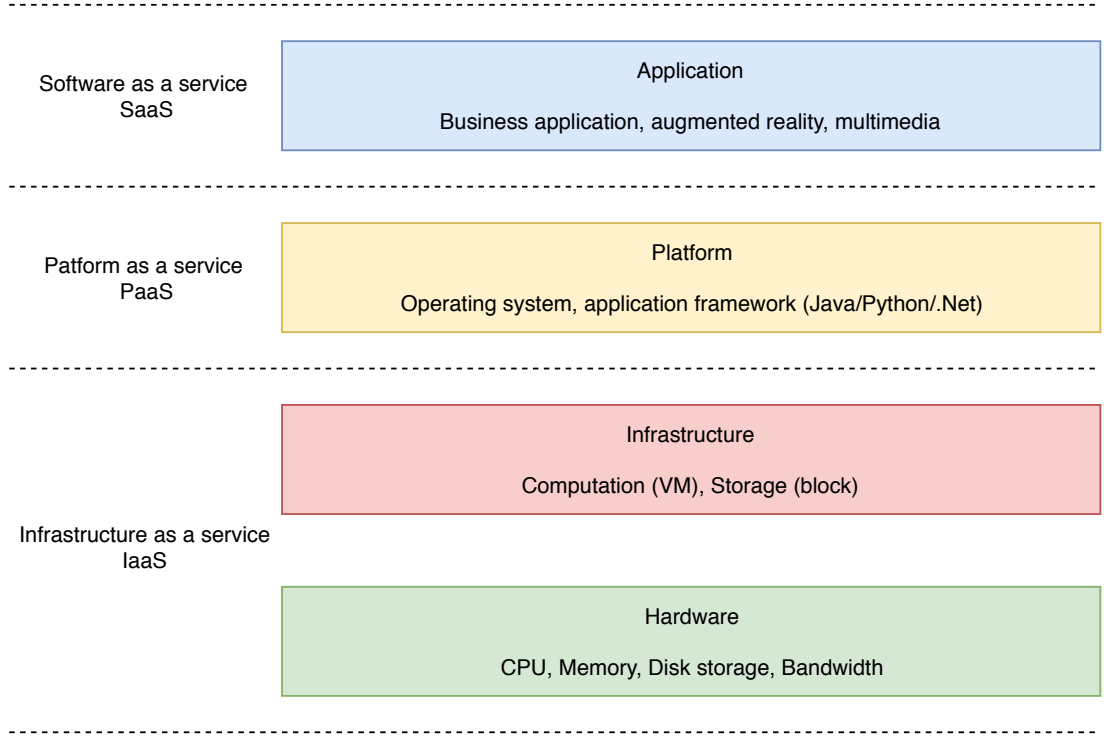 Software as a service
SaaS
Application
Business application, augmented reality, multimedia
Patform as a service
PaaS
Platform
Operating system, application framework (Java/Python/.Net)
Infrastructure as a service
IaaS
Infrastructure
Computation (VM), Storage (block)
Hardware
CPU, Memory, Disk storage, Bandwidth